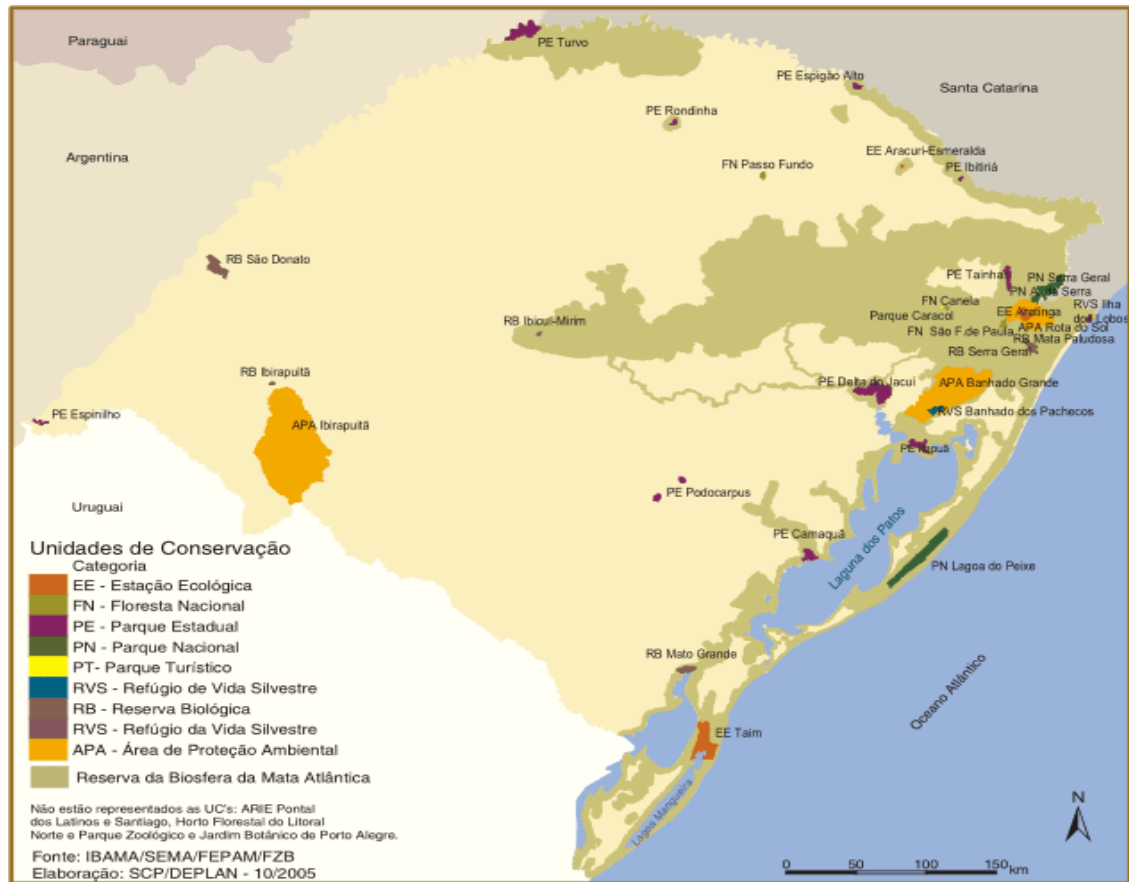 Paraguai
PE Turvo
PE Espigão Alto
Santa Catarina
PE Rondinha
Argentina
EE Aracuri-Esmeralda
FN Passo Fundo
PE Ibitiriá
RB São Donato
PE Tainhas
PN Serra Geral
PN A. da Serra
FN Canela
EE Aratinga
RVS Ilha
dos Lobos
Parque Caracol
RB Ibicuí-Mirim
FN São F.de Paula
APA Rota do Sol
RB Mata Paludosa
RB Serra Geral
RB Ibirapuitã
PE Delta do Jacuí
APA Banhado Grande
PE Espinilho
RVS Banhado dos Pachecos
APA Ibirapuitã
PE Itapuã
PE Podocarpus
Uruguai
PE Camaquã
Laguna dos Patos
PN Lagoa do Peixe
RB Mato Grande
Oceano Atlântico
EE Taim
Lagoa Mangueira
Unidades de Conservação
Categoria
EE - Estação Ecológica
FN - Floresta Nacional
PE - Parque Estadual
PN - Parque Nacional
PT- Parque Turístico
RVS - Refúgio de Vida Silvestre
RB - Reserva Biológica
RVS - Refúgio da Vida Silvestre
APA - Área de Proteção Ambiental
Reserva da Biosfera da Mata Atlântica
Não estão representados as UC's: ARIE Pontal
dos Latinos e Santiago, Horto Florestal do Litoral
Norte e Parque Zoológico e Jardim Botânico de Porto Alegre.
Fonte: IBAMA/SEMA/FEPAM/FZB
Elaboração: SCP/DEPLAN - 10/2005
N
0 50 100 150 km